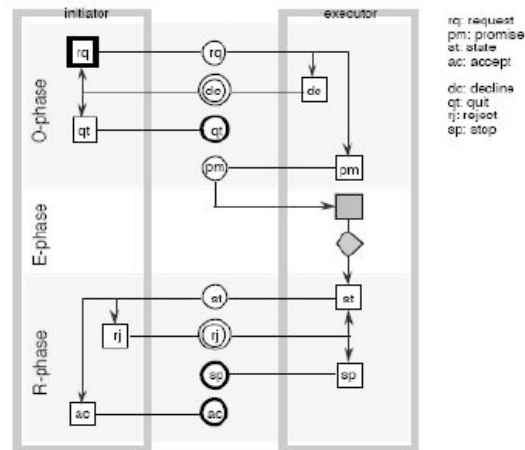 initiator
executor
rq: request
pm: promise
st: state
ac: accept
dc: decline
qt: quit
rj: reject
sp: stop
O-phase
rq
rq
dc
dc
qt
qt
pm
pm
E-phase
R-phase
st
st
rj
rj
sp
sp
ac
ac